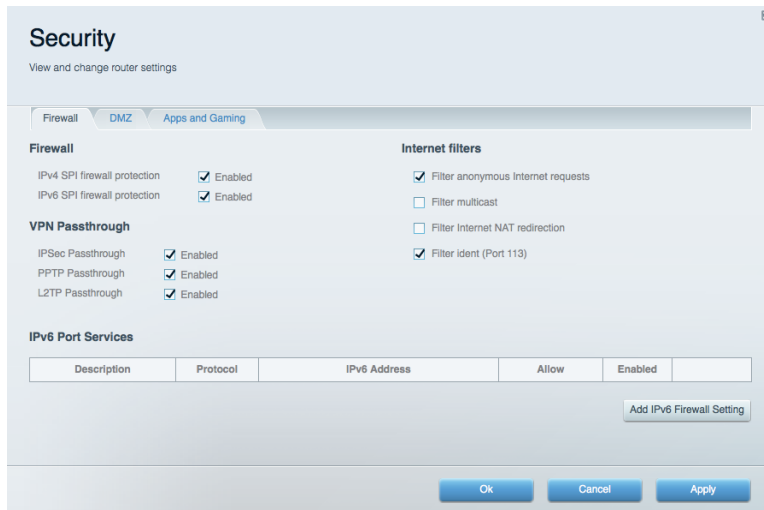 Security
View and change router settings
Firewall DMZ Apps and Gaming
Firewall
IPv4 SPI firewall protection Enabled
IPv6 SPI firewall protection Enabled
VPN Passthrough
IPSec Passthrough Enabled
PPTP Passthrough Enabled
L2TP Passthrough Enabled
Internet filters
Filter anonymous Internet requests
Filter multicast
Filter Internet NAT redirection
Filter ident (Port 113)
IPv6 Port Services
Description Protocol IPv6 Address Allow Enabled
Add IPv6 Firewall Setting
Ok Cancel Apply